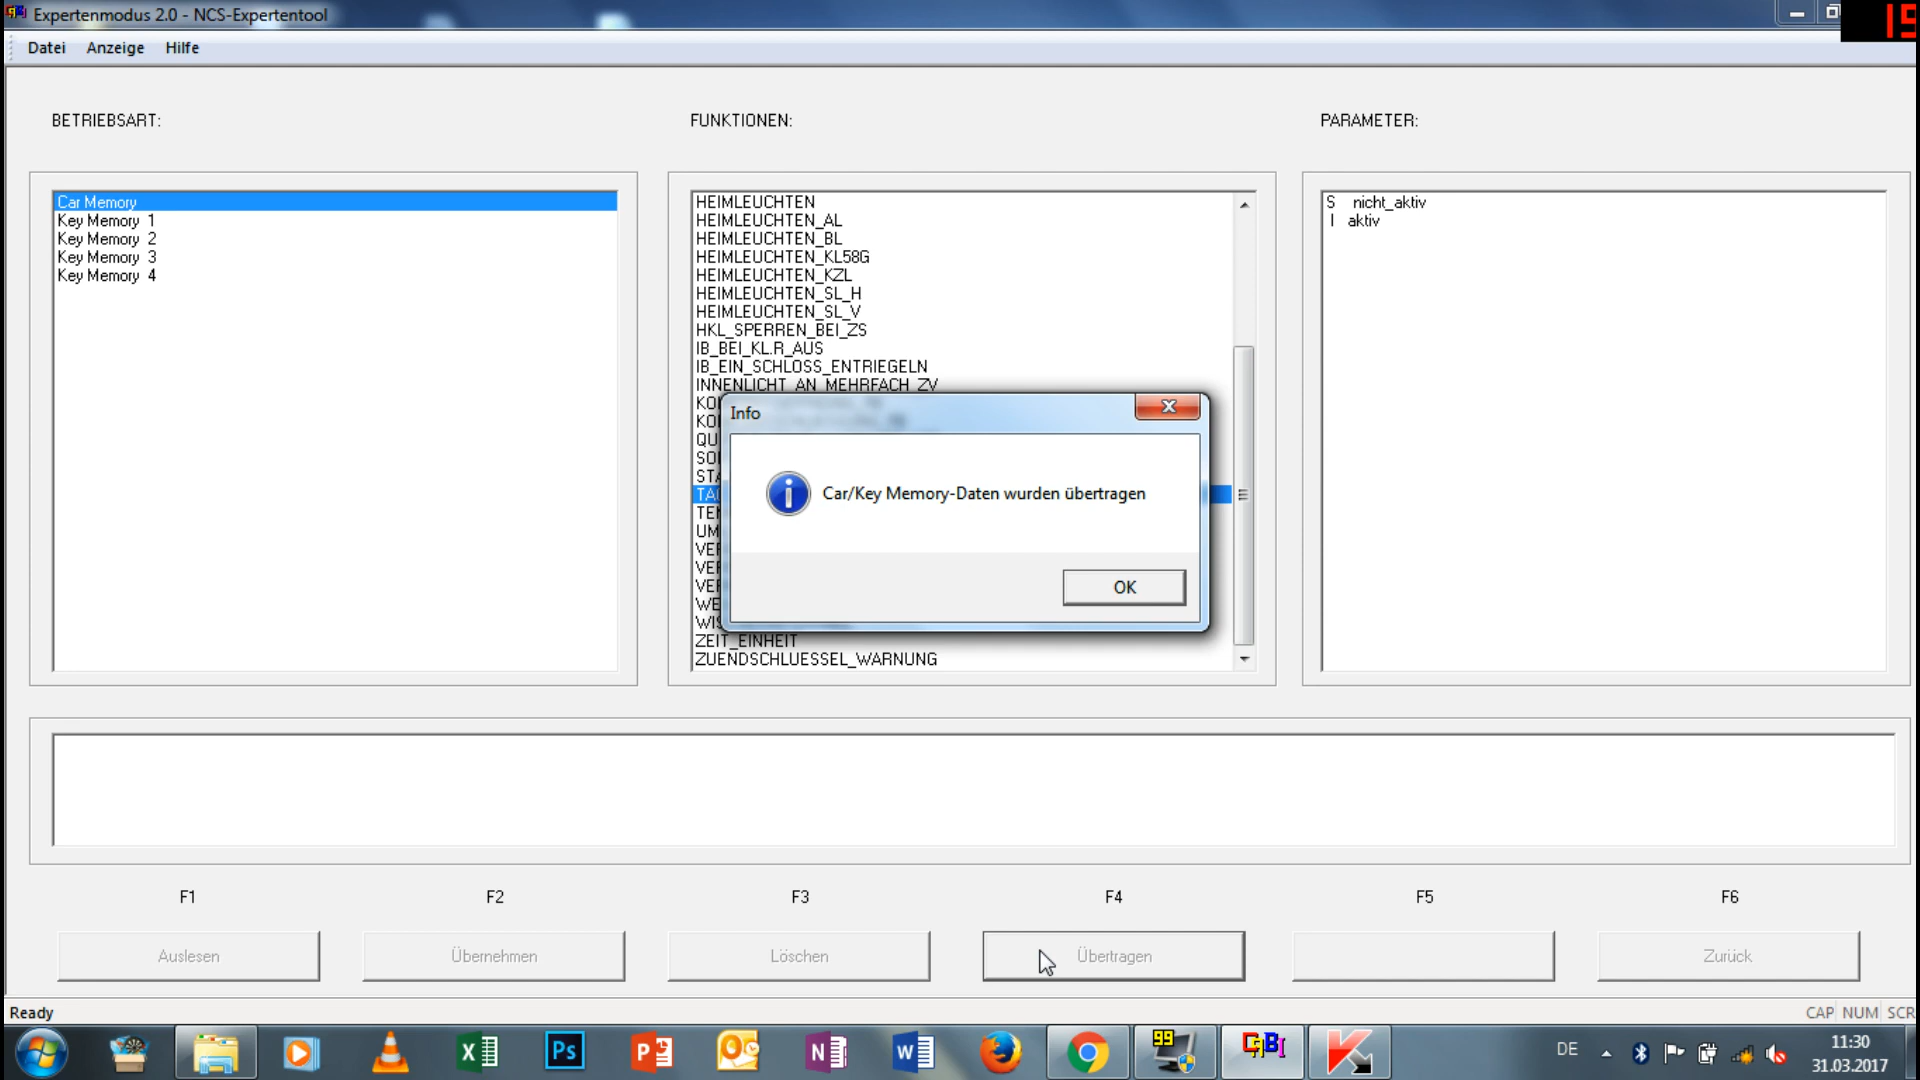 Expertenmodus 2.0 - NCS-Expertentool
Datei Anzeige Hilfe
BETRIEBSART:
FUNKTIONEN:
PARAMETER:
Car Memory
Key Memory 1
Key Memory 2
Key Memory 3
Key Memory 4
HEIMLEUCHTEN
HEIMLEUCHTEN_AL
HEIMLEUCHTEN_BL
HEIMLEUCHTEN_KL58G
HEIMLEUCHTEN_KZL
HEIMLEUCHTEN_SL_H
HEIMLEUCHTEN_SL_V
HKL_SPERREN_BEI_ZS
IB_BEI_KL.R_AUS
IB_EIN_SCHLOSS_ENTRIEGELN
INNENLICHT_AN_MEHRFACH_ZV
ZEIT_EINHEIT
ZUENDSCHLUESSEL_WARNUNG
S nicht_aktiv
I aktiv
Info
Car/Key Memory-Daten wurden übertragen
OK
F1 F2 F3 F4 F5 F6
Auslesen Übernehmen Löschen Übertragen Zurück
Ready
CAP NUM SCR
DE
11:30
31.03.2017